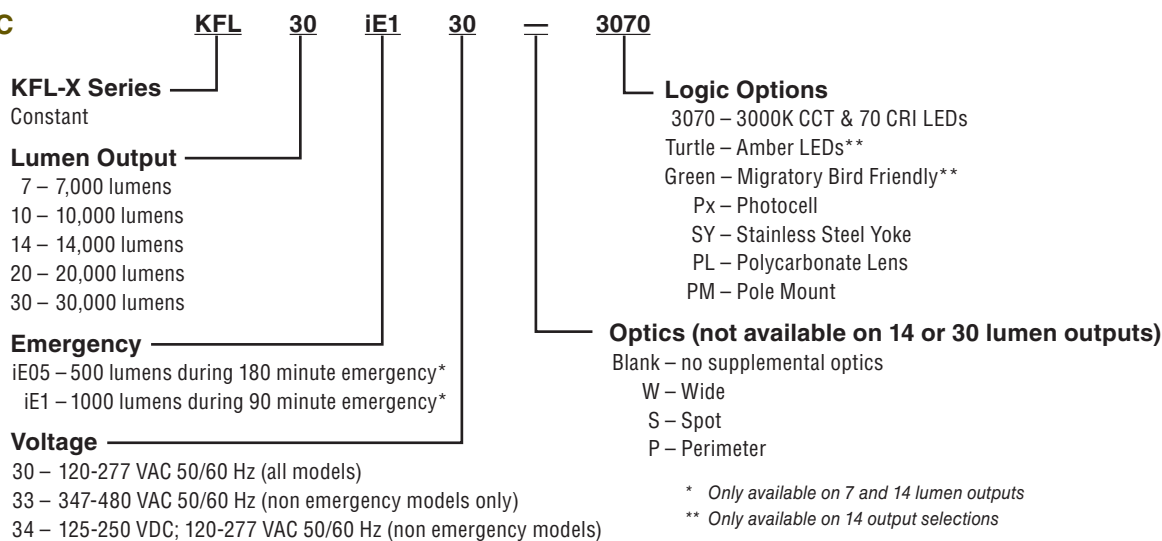 C KFL 30 iE1 30 — 3070
KFL-X Series
Constant
Lumen Output
7 – 7,000 lumens
10 – 10,000 lumens
14 – 14,000 lumens
20 – 20,000 lumens
30 – 30,000 lumens
Emergency
iE05 – 500 lumens during 180 minute emergency*
iE1 – 1000 lumens during 90 minute emergency*
Voltage
30 – 120-277 VAC 50/60 Hz (all models)
33 – 347-480 VAC 50/60 Hz (non emergency models only)
34 – 125-250 VDC; 120-277 VAC 50/60 Hz (non emergency models)
Logic Options
3070 – 3000K CCT & 70 CRI LEDs
Turtle – Amber LEDs**
Green – Migratory Bird Friendly**
Px – Photocell
SY – Stainless Steel Yoke
PL – Polycarbonate Lens
PM – Pole Mount
Optics (not available on 14 or 30 lumen outputs)
Blank – no supplemental optics
W – Wide
S – Spot
P – Perimeter
* Only available on 7 and 14 lumen outputs
** Only available on 14 output selections